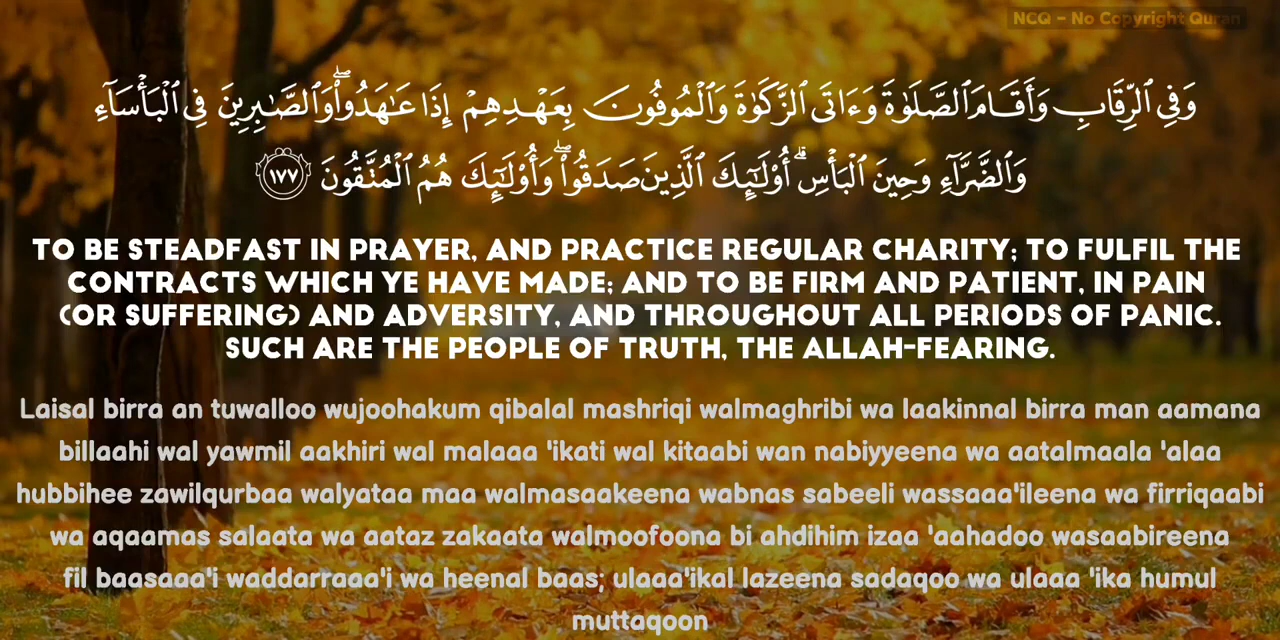 NCQ - No Copyright Quran
وَفِي ٱلرِّقَابِ وَأَقَامَ ٱلصَّلَوٰةَ وَءَاتَى ٱلزَّكَوٰةَ وَٱلْمُوفُونَ بِعَهْدِهِمْ إِذَا عَـٰهَدُوا۟ ۖ وَٱلصَّـٰبِرِينَ فِى ٱلْبَأْسَآءِ
وَٱلضَّرَّآءِ وَحِينَ ٱلْبَأْسِ ۗ أُو۟لَـٰٓئِكَ ٱلَّذِينَ صَدَقُوا۟ ۖ وَأُو۟لَـٰٓئِكَ هُمُ ٱلْمُتَّقُونَ ١٧٧
TO BE STEADFAST IN PRAYER, AND PRACTICE REGULAR CHARITY; TO FULFIL THE
CONTRACTS WHICH YE HAVE MADE; AND TO BE FIRM AND PATIENT, IN PAIN
(OR SUFFERING) AND ADVERSITY, AND THROUGHOUT ALL PERIODS OF PANIC.
SUCH ARE THE PEOPLE OF TRUTH, THE ALLAH-FEARING.
Laisal birra an tuwalloo wujoohakum qibalal mashriqi walmaghribi wa laakinnal birra man aamana
billaahi wal yawmil aakhiri wal malaaa 'ikati wal kitaabi wan nabiyyeena wa aatalmaala 'alaa
hubbihee zawilqurbaa walyataa maa walmasaakeena wabnas sabeeli wassaaa'ileena wa firriqaabi
wa aqaamas salaata wa aataz zakaata walmoofoona bi ahdihim izaa 'aahadoo wasaabireena
fil baasaaa'i waddarraaa'i wa heenal baas; ulaaa'ikal lazeena sadaqoo wa ulaaa 'ika humul
muttaqoon